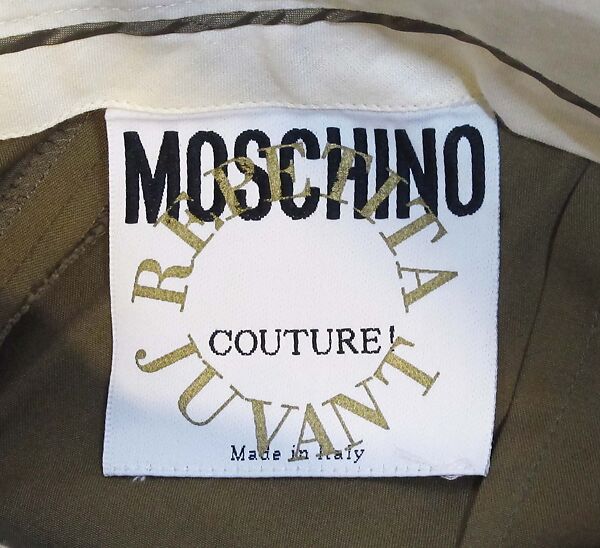 MOSCHINO
REPETITA
COUTURE!
JUVANT
Made in Italy